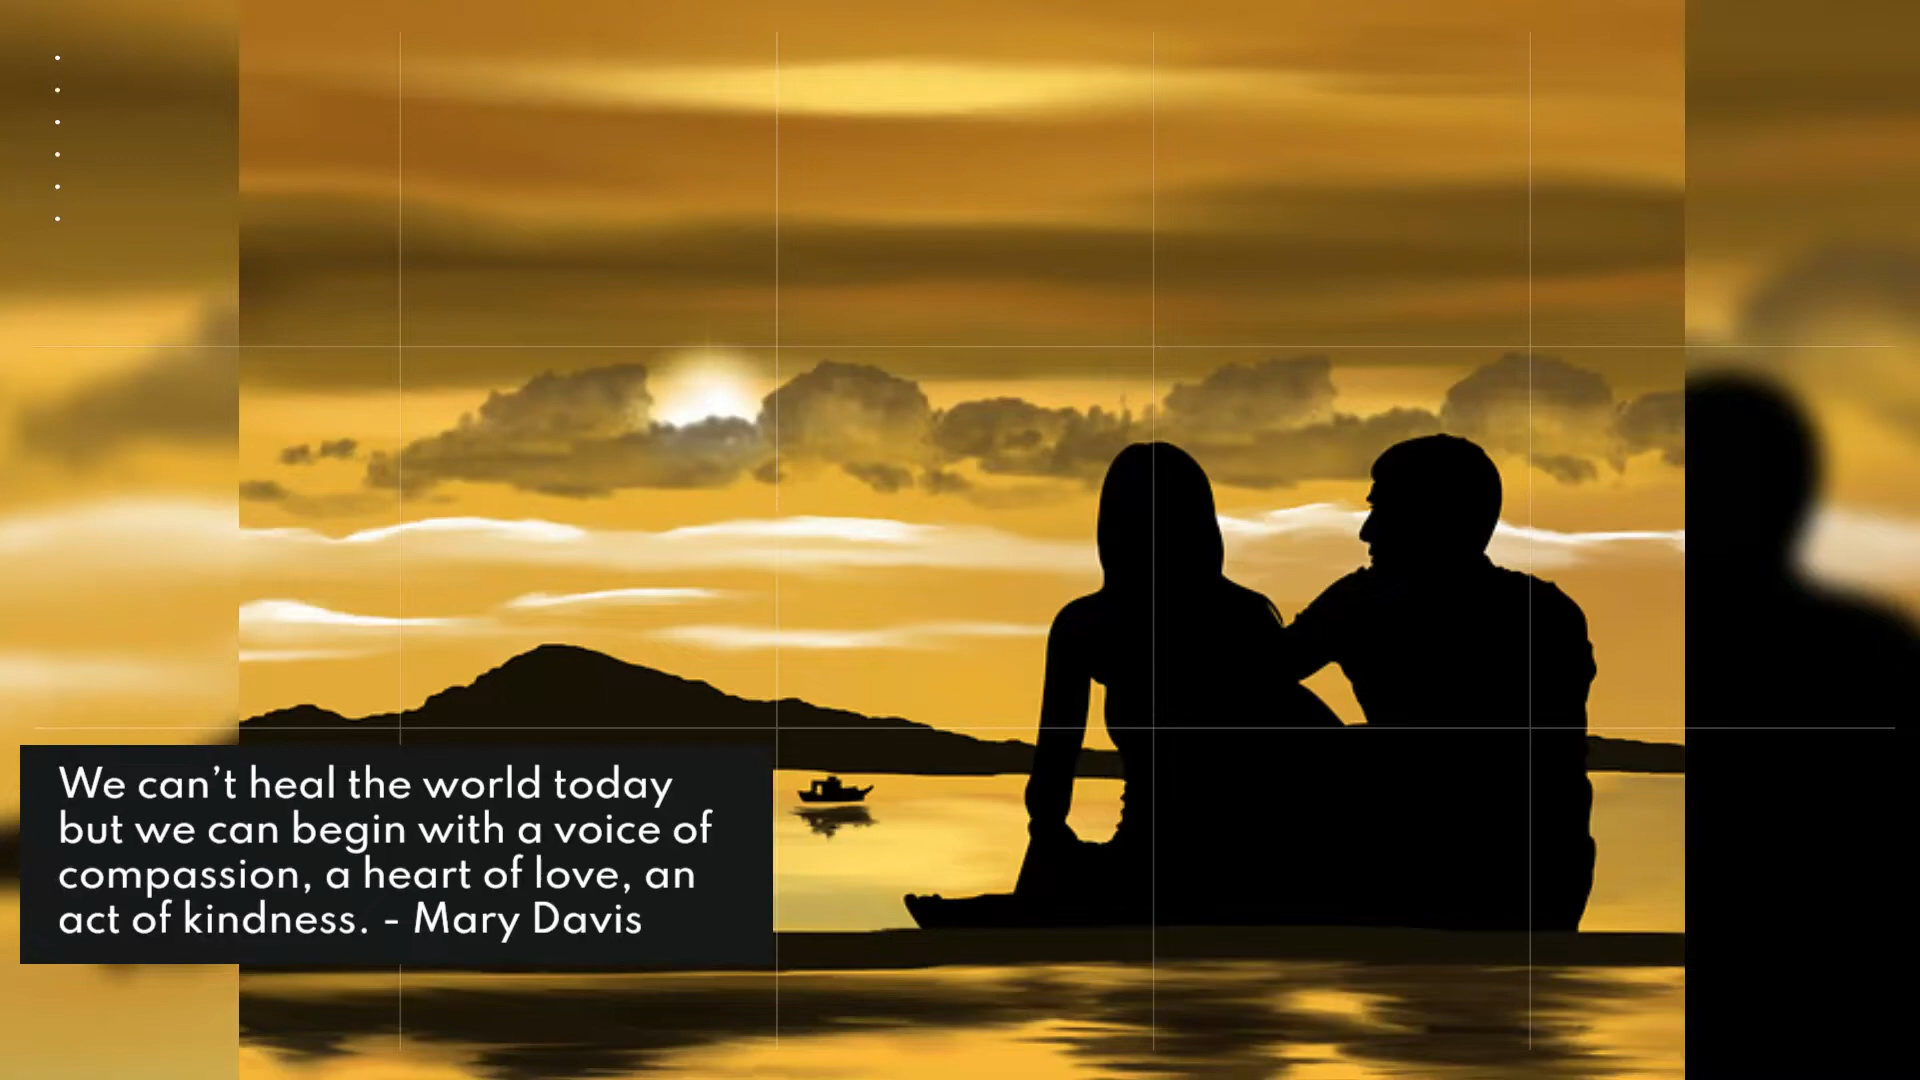 We can’t heal the world today
but we can begin with a voice of
compassion, a heart of love, an
act of kindness. - Mary Davis